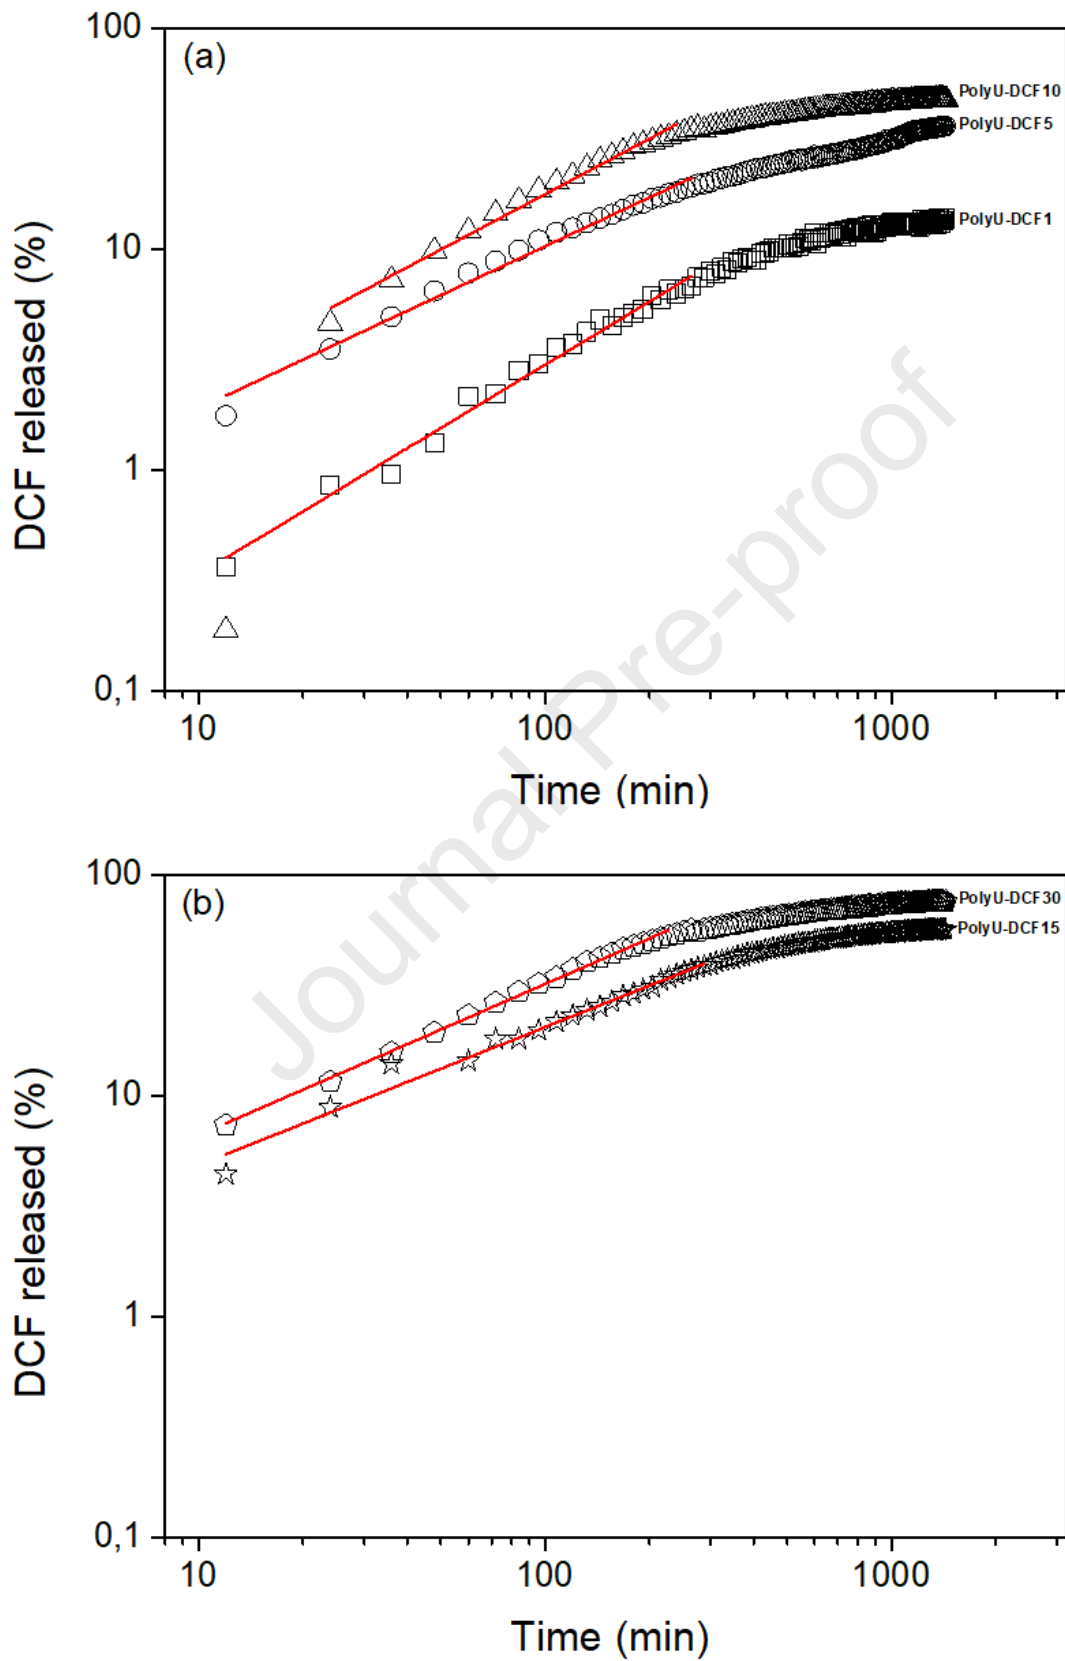 (a)
100
10
1
0,1
DCF released (%)
PolyU-DCF10
PolyU-DCF5
PolyU-DCF1
10
100
1000
Time (min)
Journal Pre-proof
(b)
100
10
1
0,1
DCF released (%)
PolyU-DCF30
PolyU-DCF15
10
100
1000
Time (min)